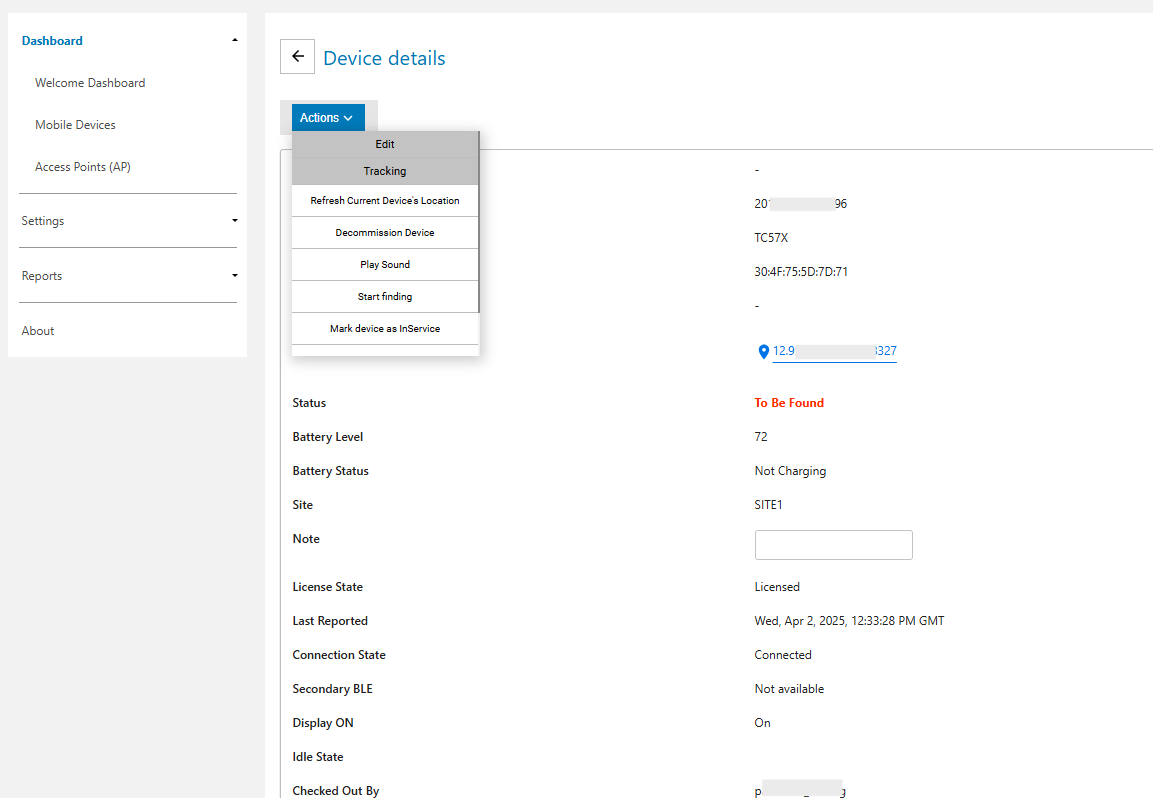 Dashboard
Welcome Dashboard
Mobile Devices
Access Points (AP)
Settings
Reports
About
Device details
Actions
Edit
Tracking
Refresh Current Device's Location
Decommission Device
Play Sound
Start finding
Mark device as InService
-
20 96
TC57X
30:4F:75:5D:7D:71
-
12.9 327
Status To Be Found
Battery Level 72
Battery Status Not Charging
Site SITE1
Note
License State Licensed
Last Reported Wed, Apr 2, 2025, 12:33:28 PM GMT
Connection State Connected
Secondary BLE Not available
Display ON On
Idle State
Checked Out By p g